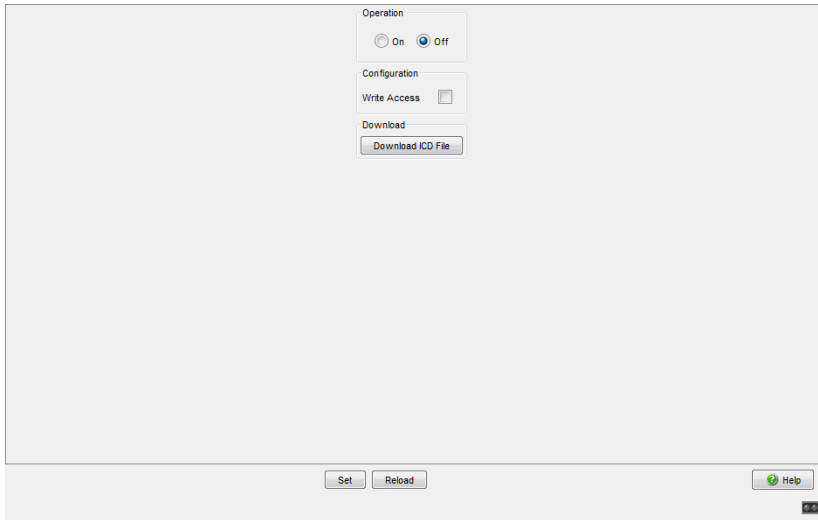 Operation
On Off
Configuration
Write Access
Download
Download ICD File
Set Reload Help